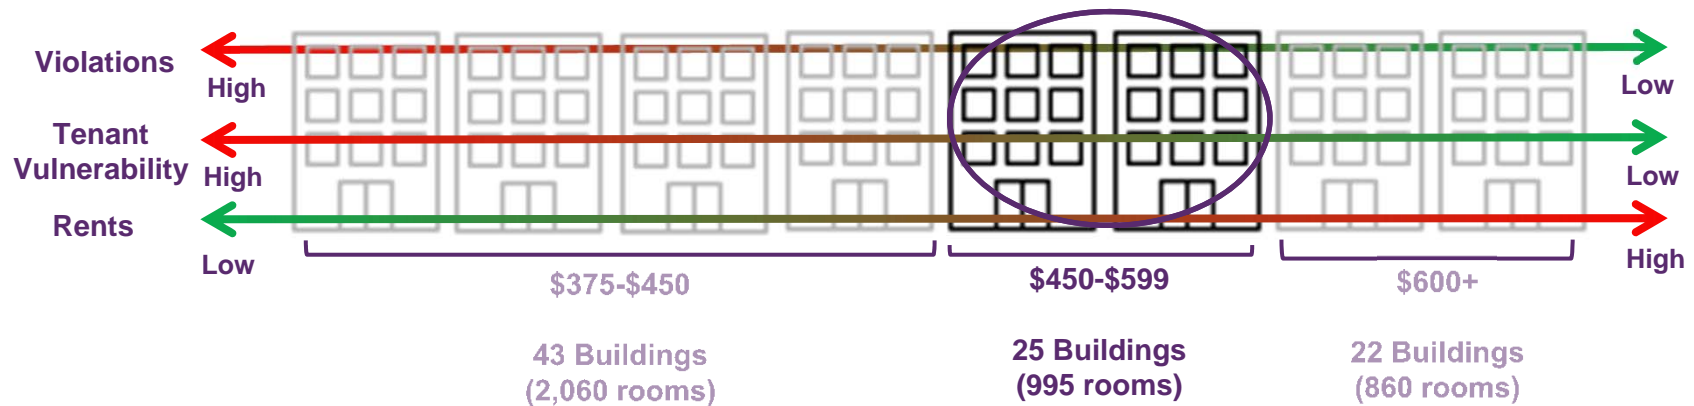 Violations
High
Low
Tenant
Vulnerability
High
Low
Rents
Low
High
$375-$450
$450-$599
$600+
43 Buildings
(2,060 rooms)
25 Buildings
(995 rooms)
22 Buildings
(860 rooms)